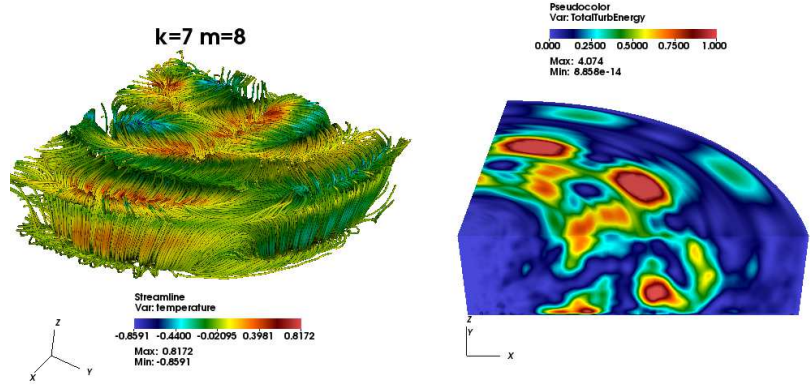 k=7 m=8
Streamline
Var: temperature
-0.8591 -0.4400 -0.02095 0.3981 0.8172
Max: 0.8172
Min: -0.8591
Z
X Y
Pseudocolor
Var: TotalTurbEnergy
0.000 0.2500 0.5000 0.7500 1.000
Max: 4.074
Min: 8.858e-14
Z
Y
X